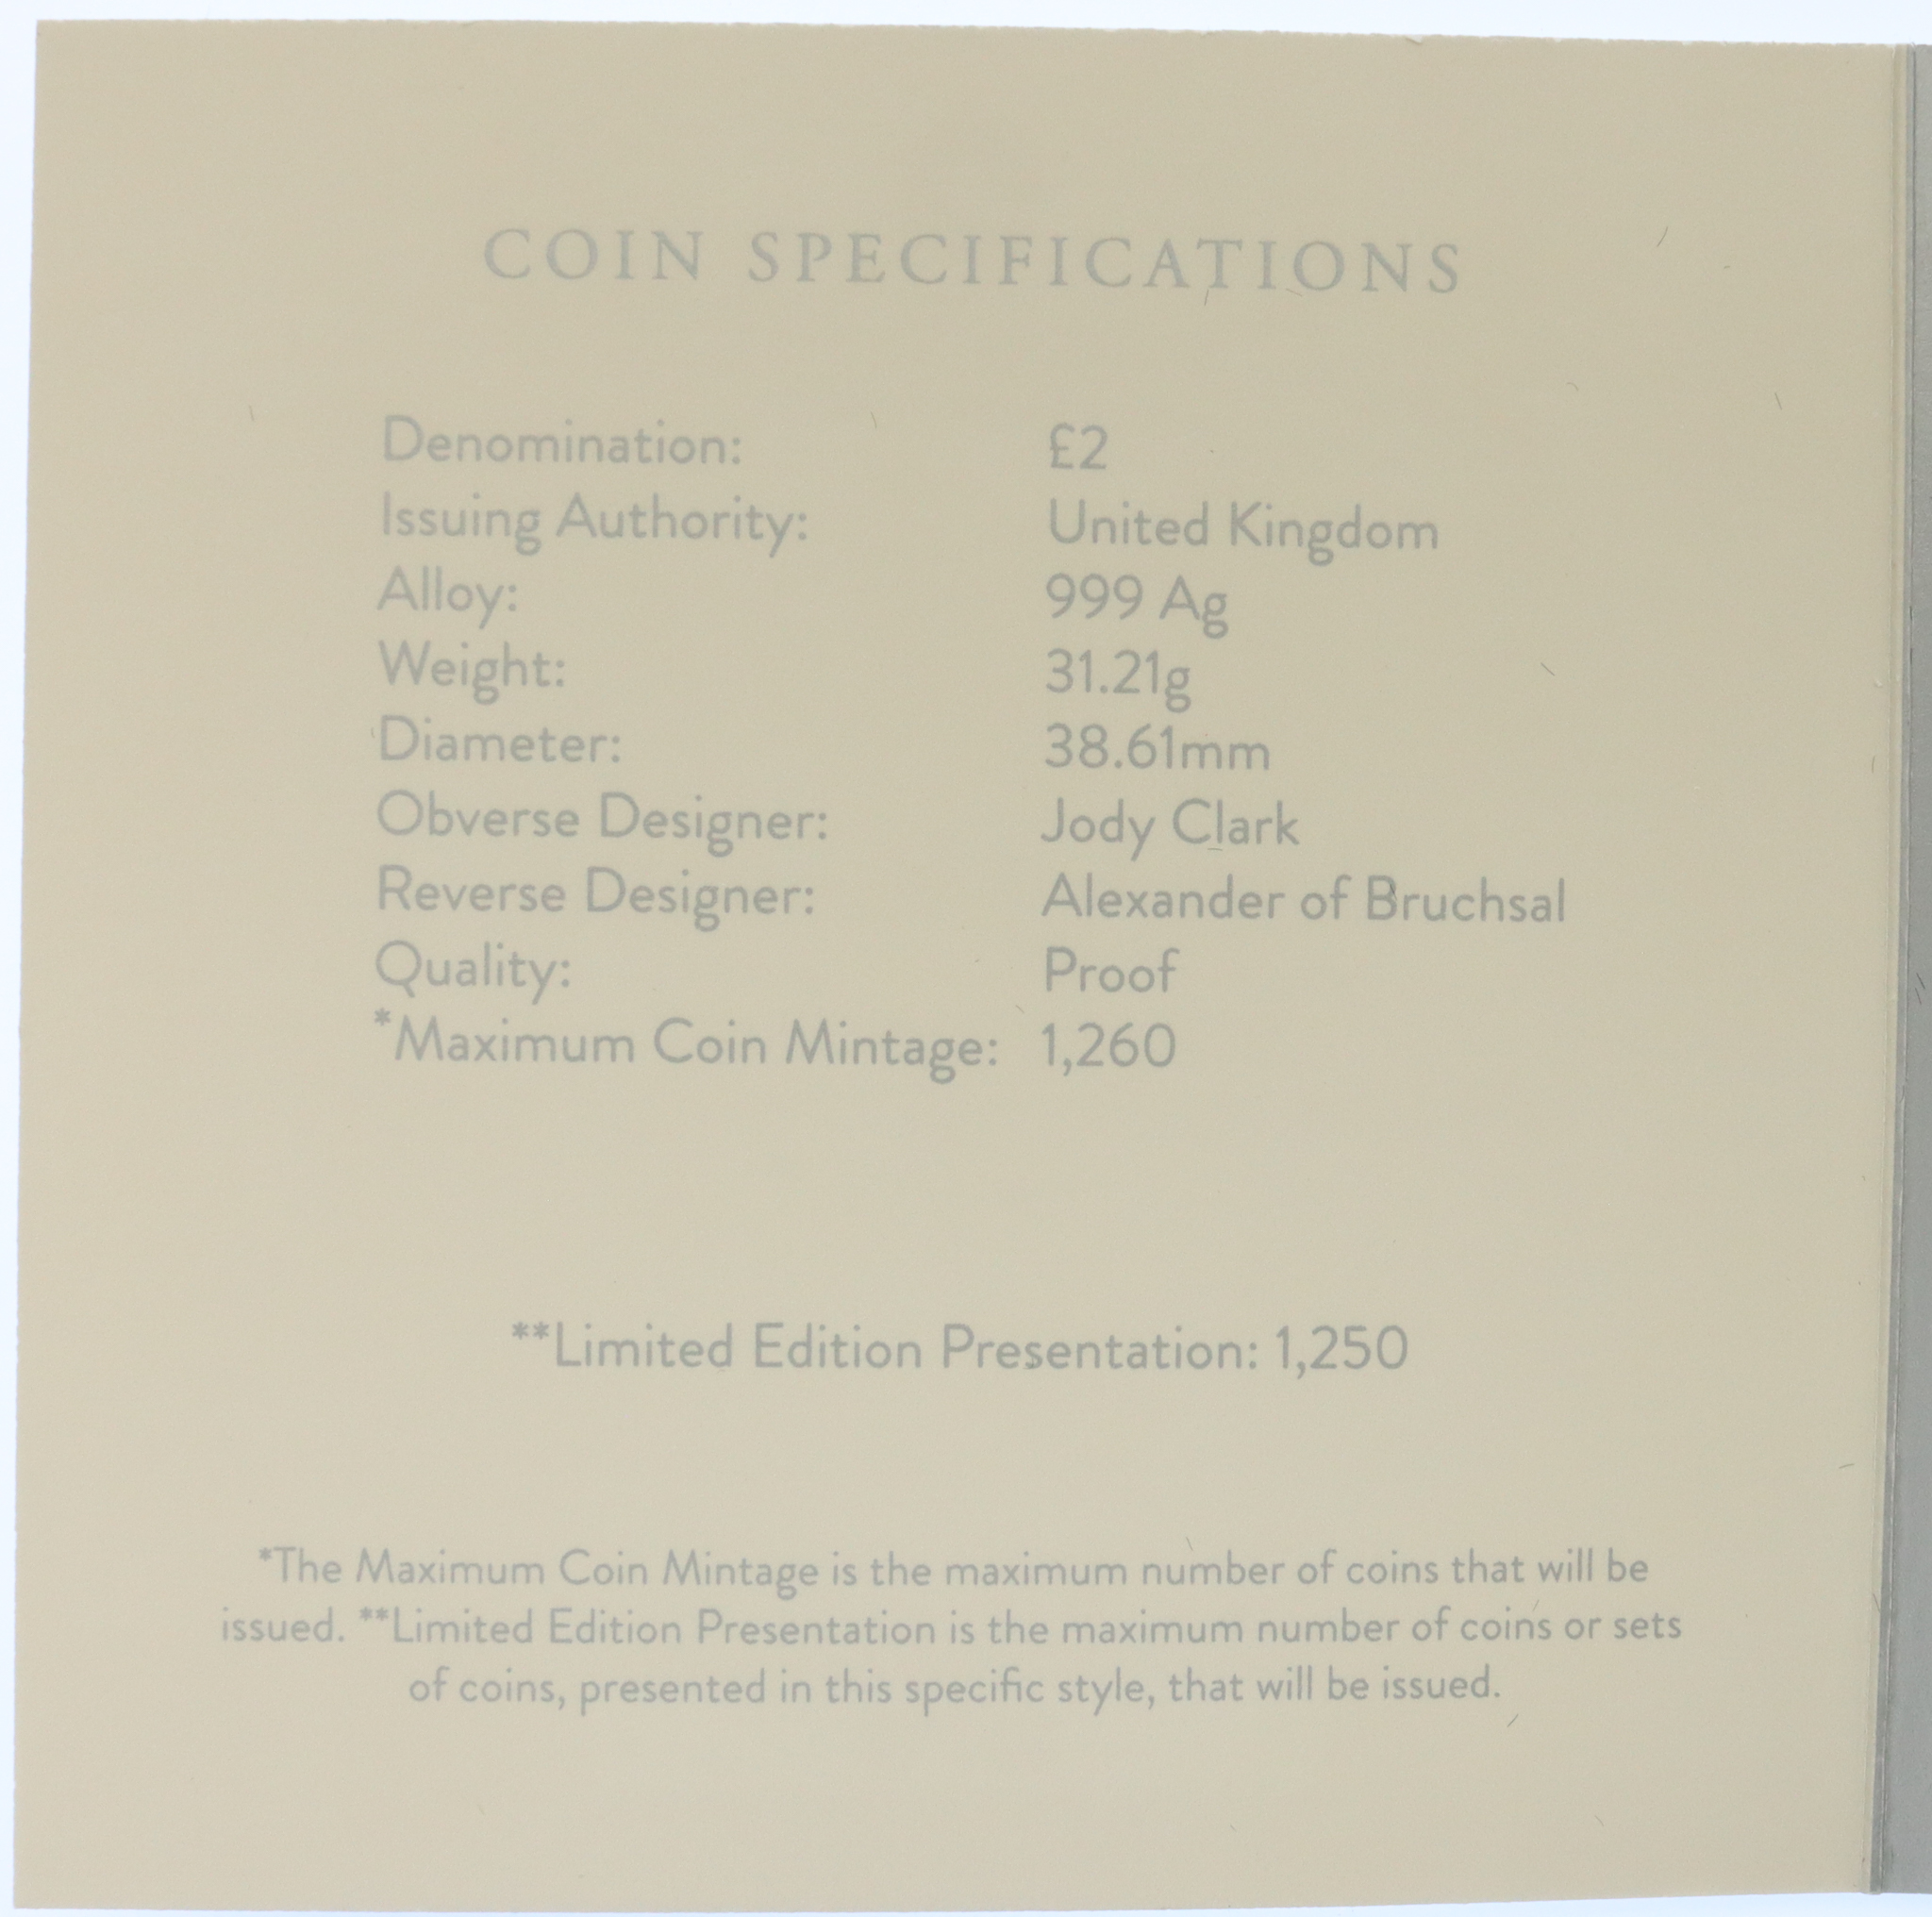 COIN SPECIFICATIONS
Denomination: £2
Issuing Authority: United Kingdom
Alloy: 999 Ag
Weight: 31.21g
Diameter: 38.61mm
Obverse Designer: Jody Clark
Reverse Designer: Alexander of Bruchsal
Quality: Proof
*Maximum Coin Mintage: 1,260
**Limited Edition Presentation: 1,250
*The Maximum Coin Mintage is the maximum number of coins that will be
issued. **Limited Edition Presentation is the maximum number of coins or sets
of coins, presented in this specific style, that will be issued.